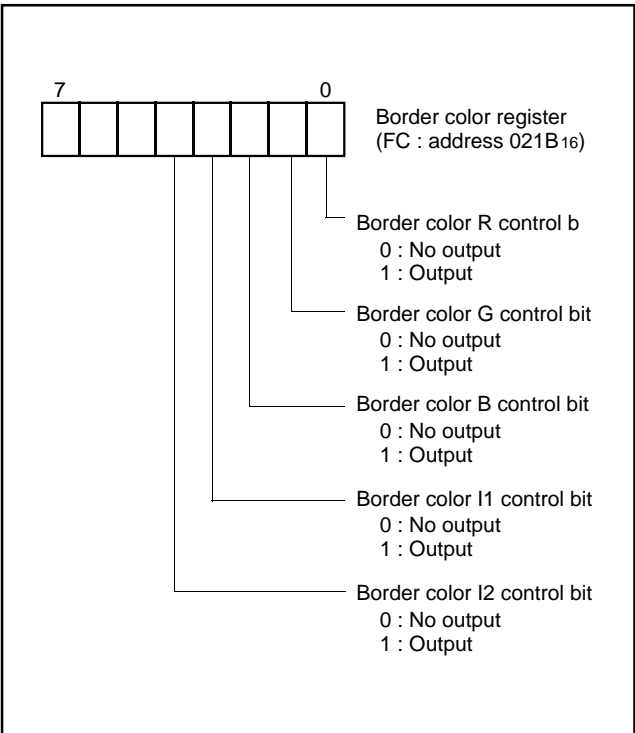 7 0
Border color register
(FC : address 021B16)
Border color R control b
0 : No output
1 : Output
Border color G control bit
0 : No output
1 : Output
Border color B control bit
0 : No output
1 : Output
Border color I1 control bit
0 : No output
1 : Output
Border color I2 control bit
0 : No output
1 : Output